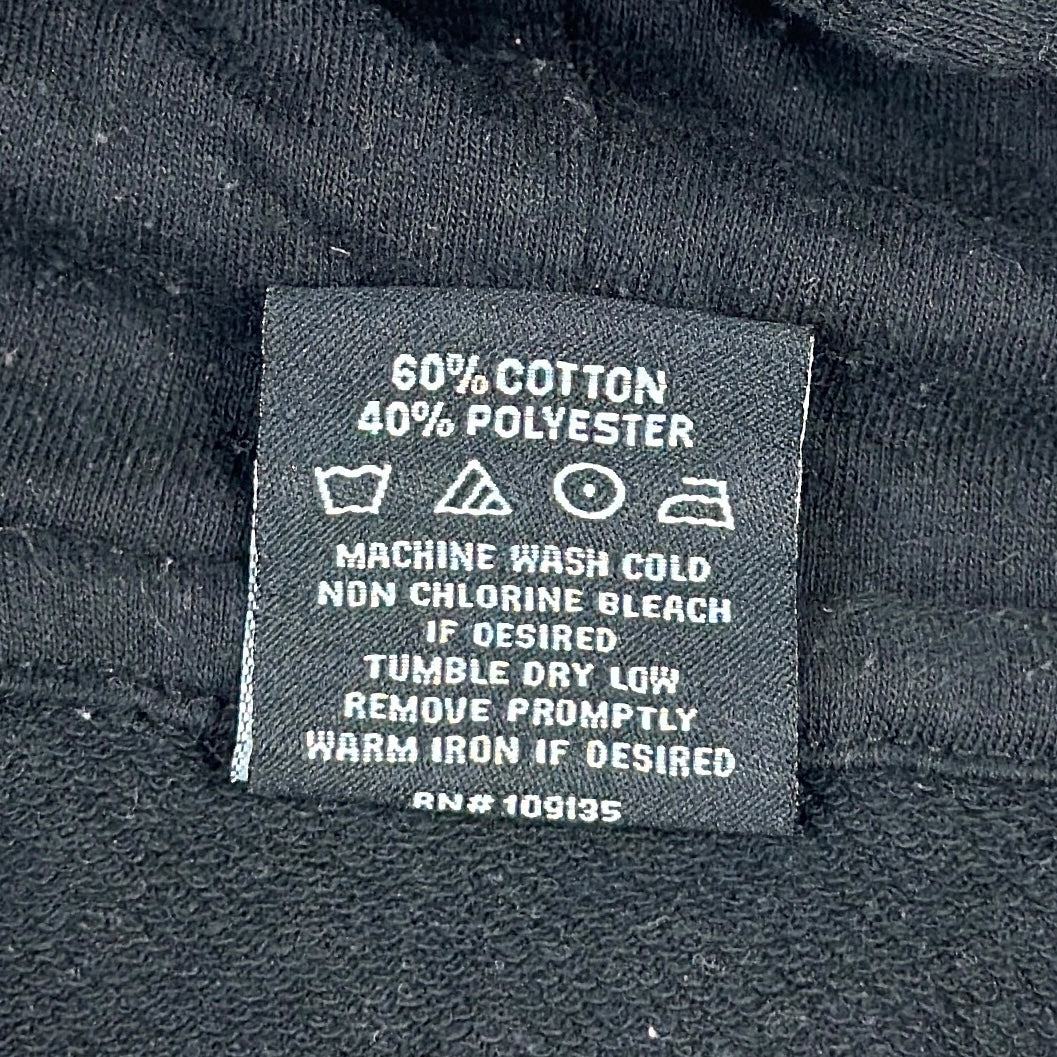 60% COTTON
40% POLYESTER
MACHINE WASH COLD
NON CHLORINE BLEACH
IF DESIRED
TUMBLE DRY LOW
REMOVE PROMPTLY
WARM IRON IF DESIRED
RN# 109135